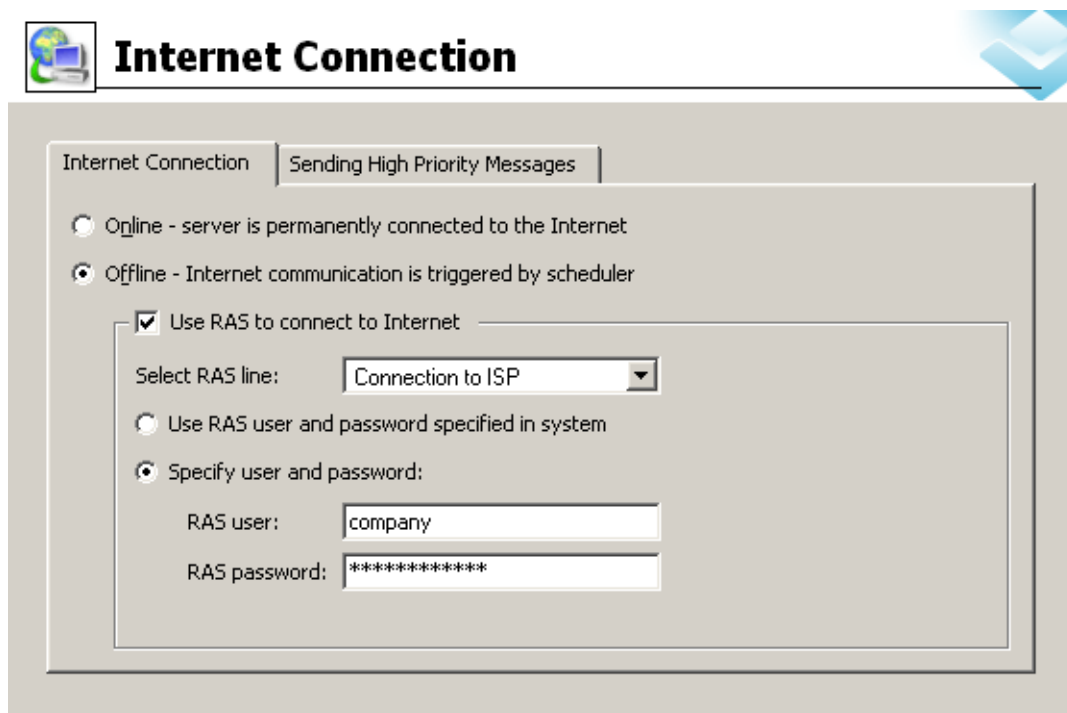 Internet Connection
Internet Connection
Sending High Priority Messages
Online - server is permanently connected to the Internet
Offline - Internet communication is triggered by scheduler
Use RAS to connect to Internet
Select RAS line:
Connection to ISP
Use RAS user and password specified in system
Specify user and password:
RAS user:
company
RAS password:
************